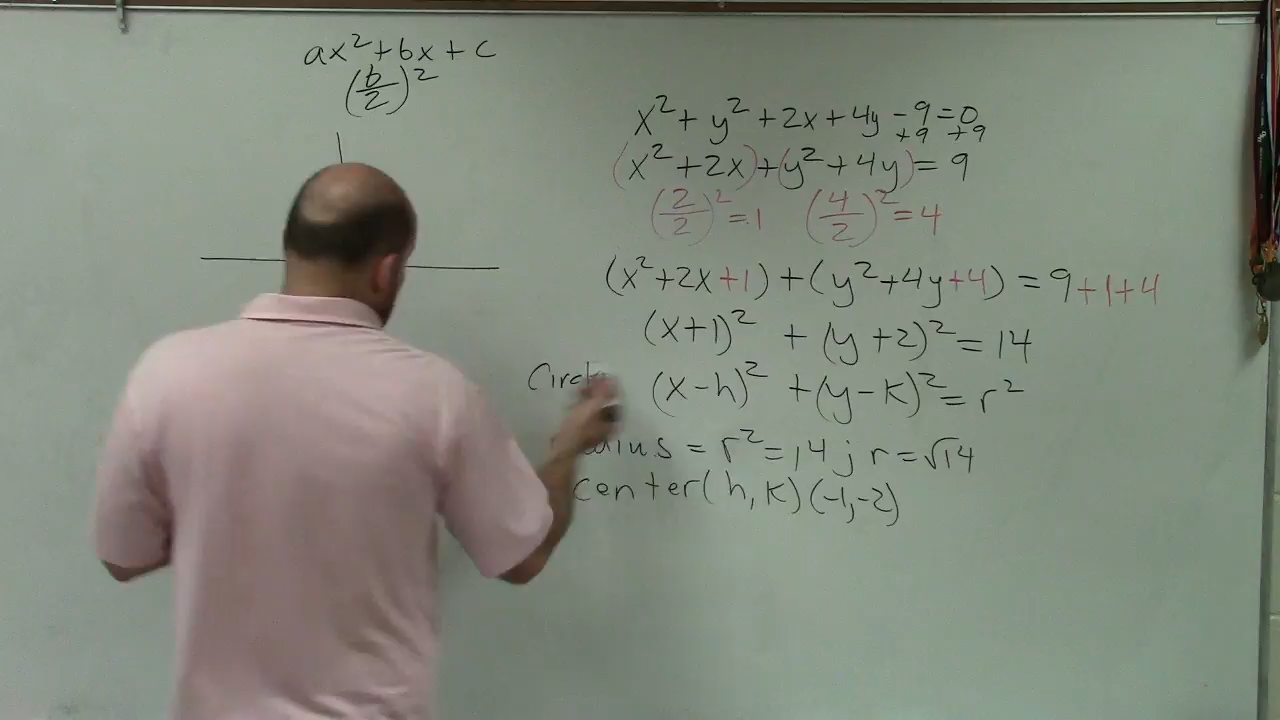 ax²+bx+c
(b/2)²
x²+y²+2x+4y-9=0
+9 +9
(x²+2x)+(y²+4y)=9
(2/2)²=1 (4/2)²=4
(x²+2x+1)+(y²+4y+4)=9+1+4
(x+1)² +(y+2)²=14
(x-h)² +(y-k)²=r²
= r²=14; r=√14
center(h,k)(-1,-2)